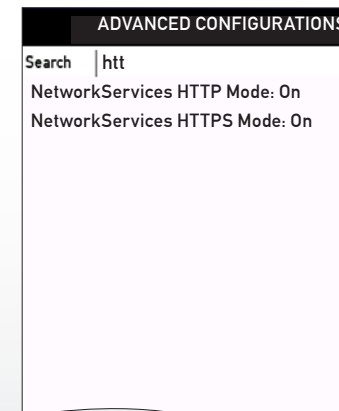 ADVANCED CONFIGURATIONS
Search htt
NetworkServices HTTP Mode: On
NetworkServices HTTPS Mode: On